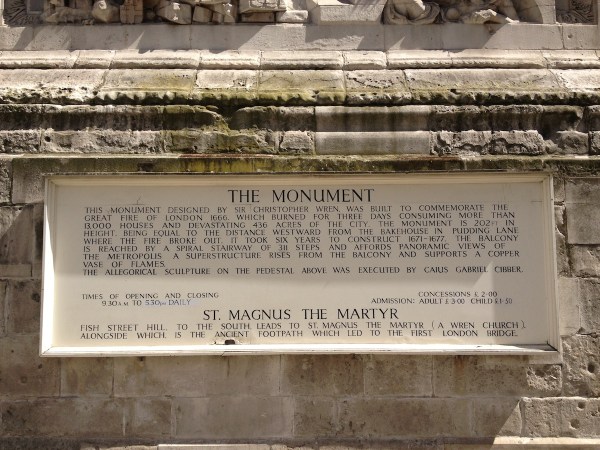 THE MONUMENT
THIS MONUMENT DESIGNED BY SIR CHRISTOPHER WREN, WAS BUILT TO COMMEMORATE THE
GREAT FIRE OF LONDON 1666, WHICH BURNED FOR THREE DAYS CONSUMING MORE THAN
13,000 HOUSES AND DEVASTATING 436 ACRES OF THE CITY. THE MONUMENT IS 202FT IN
HEIGHT, BEING EQUAL TO THE DISTANCE WESTWARD FROM THE BAKEHOUSE IN PUDDING LANE
WHERE THE FIRE BROKE OUT. IT TOOK SIX YEARS TO CONSTRUCT 1671-1677. THE BALCONY
IS REACHED BY A SPIRAL STAIRWAY OF 311 STEPS AND AFFORDS PANORAMIC VIEWS OF
THE METROPOLIS. A SUPERSTRUCTURE RISES FROM THE BALCONY AND SUPPORTS A COPPER
VASE OF FLAMES.
THE ALLEGORICAL SCULPTURE ON THE PEDESTAL ABOVE WAS EXECUTED BY CAIUS GABRIEL CIBBER.
TIMES OF OPENING AND CLOSING
9.30A.M. TO 5.30PM DAILY
CONCESSIONS £2·00
ADMISSION: ADULT £3·00 CHILD £1·50
ST. MAGNUS THE MARTYR
FISH STREET HILL, TO THE SOUTH, LEADS TO ST. MAGNUS THE MARTYR (A WREN CHURCH),
ALONGSIDE WHICH IS THE ANCIENT FOOTPATH WHICH LED TO THE FIRST LONDON BRIDGE.